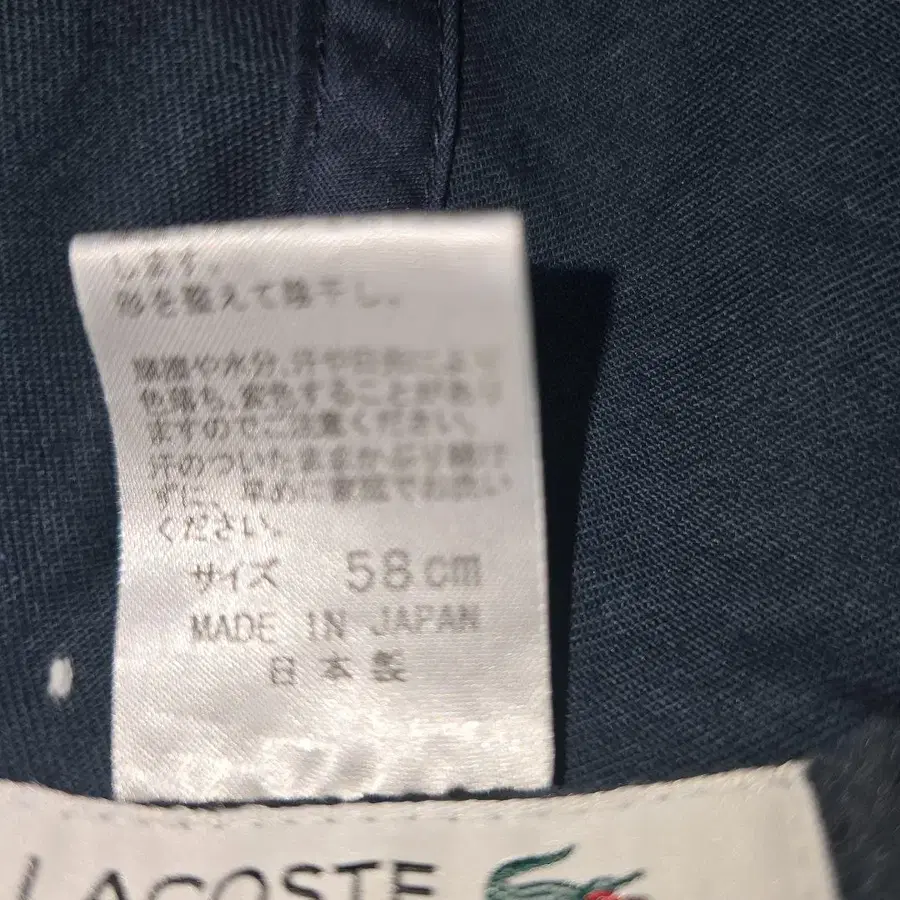 します。
形を整えて陰干し。
摩擦や水分、汗や日光により
色落ち、変色することがあり
ますのでご注意ください。
汗のついたままかぶり続け
ずに、早めに家庭でお洗い
ください。
サイズ 58cm
MADE IN JAPAN
日本製
LACOSTE